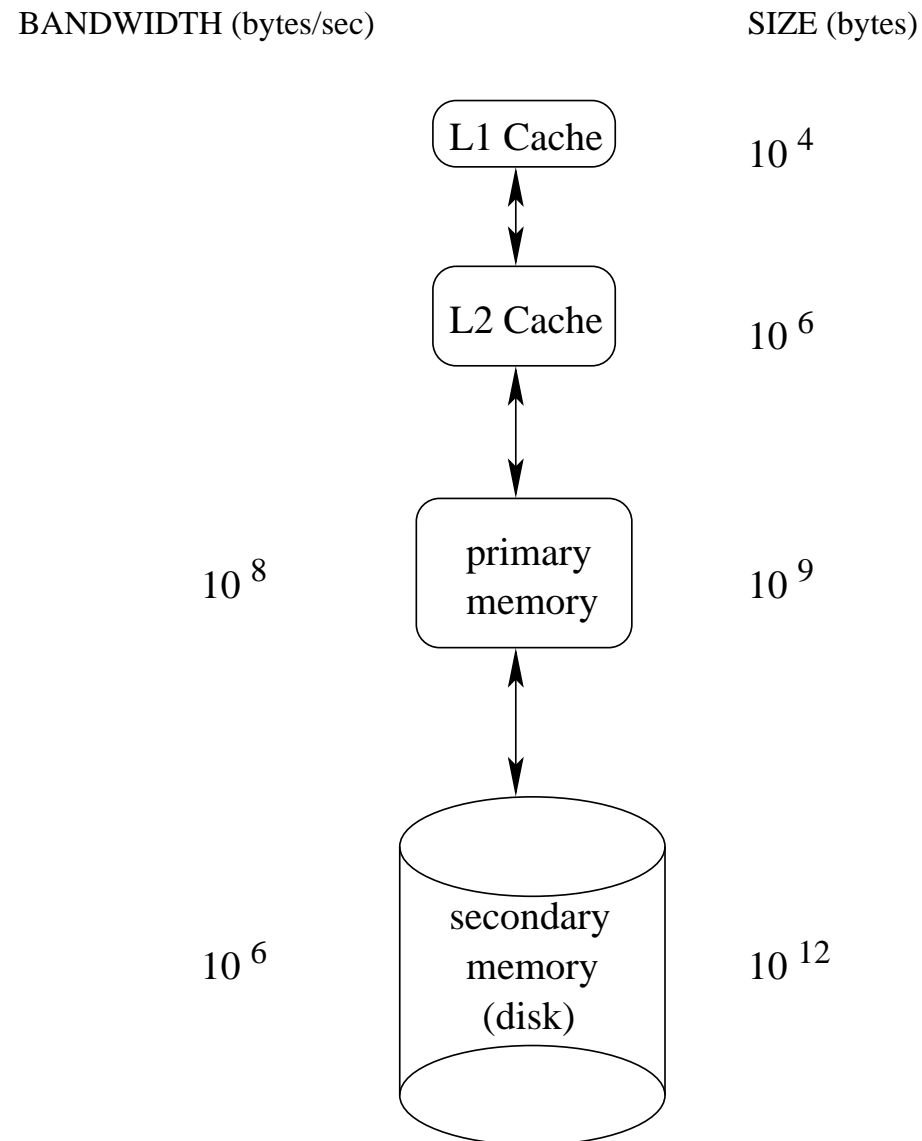 BANDWIDTH (bytes/sec) SIZE (bytes)
L1 Cache 10^4
L2 Cache 10^6
10^8 primary memory 10^9
10^6 secondary memory (disk) 10^12